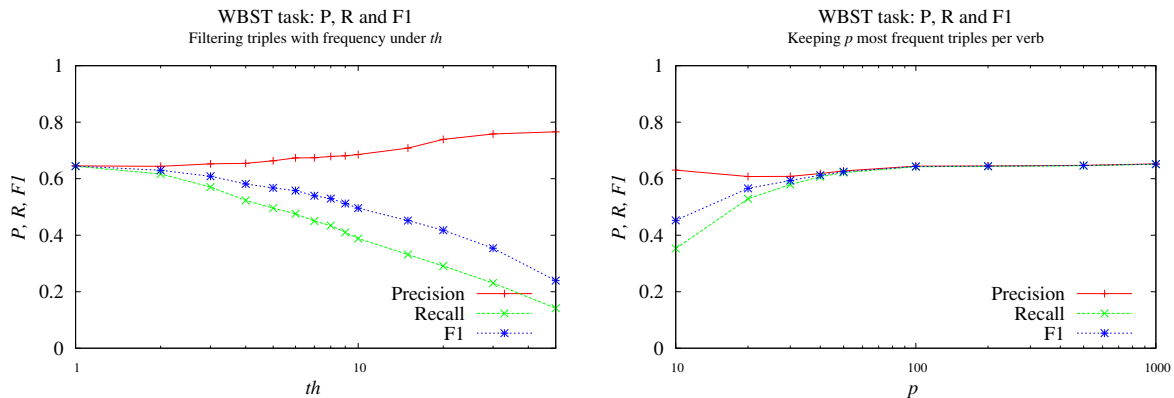 WBST task: P, R and F1
Filtering triples with frequency under th
1
0.8
0.6
0.4
0.2
0
P, R, F1
Precision
Recall
F1
1
10
th
WBST task: P, R and F1
Keeping p most frequent triples per verb
1
0.8
0.6
0.4
0.2
0
P, R, F1
Precision
Recall
F1
10
100
1000
p